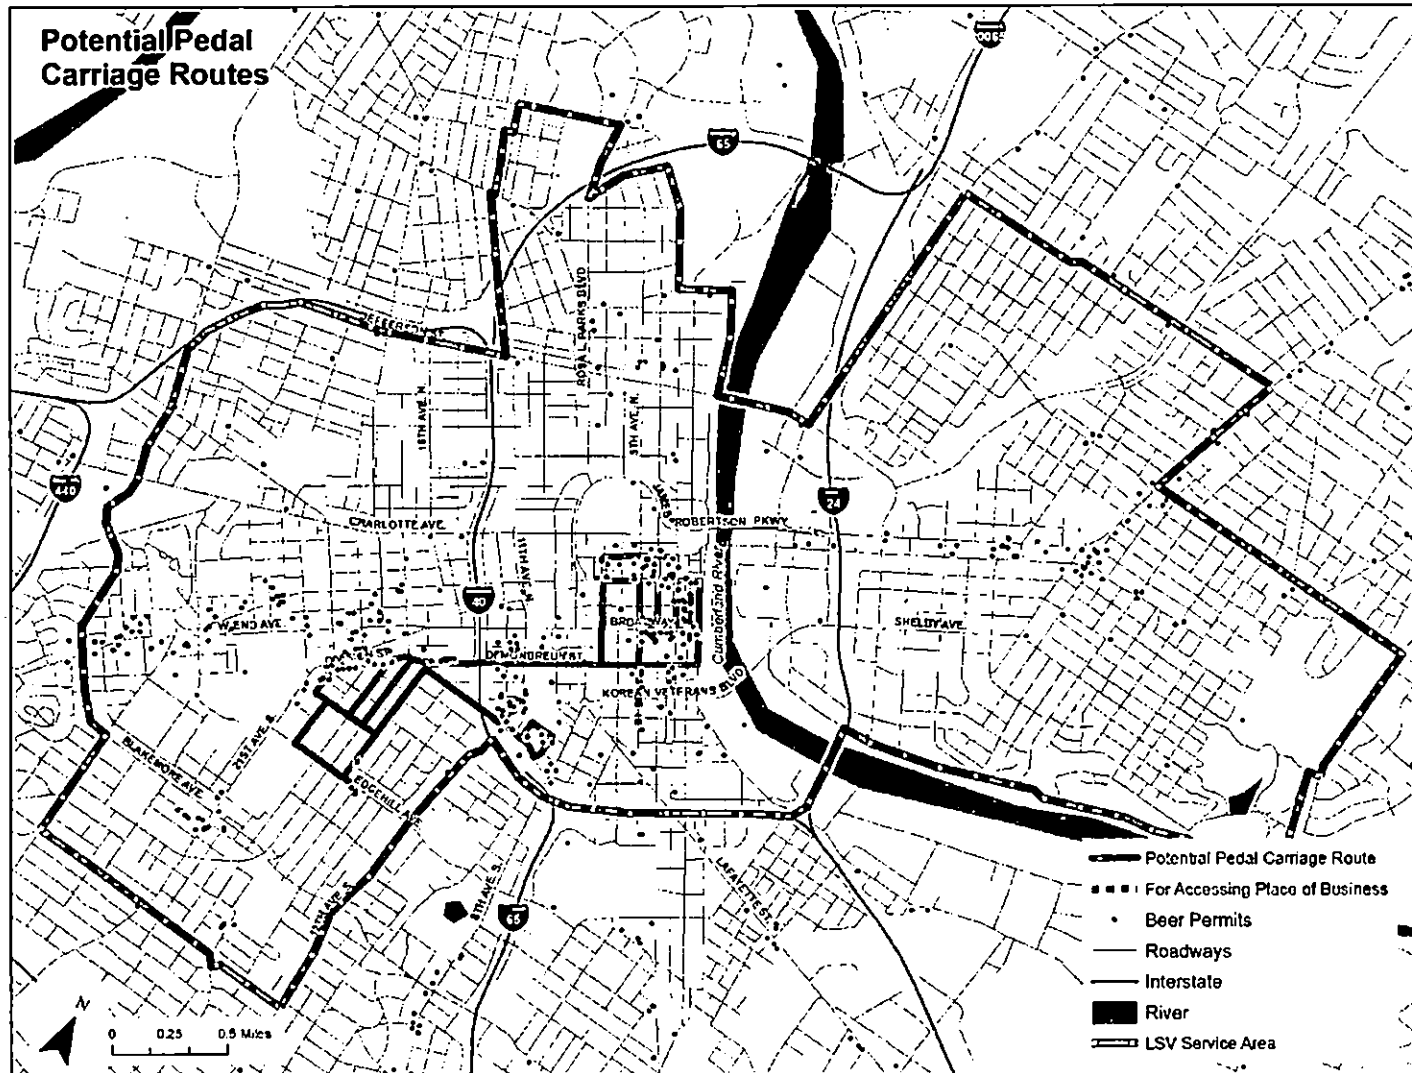 Potential Pedal
Carriage Routes
65
ROSA L PARKS BLVD
JEFFERSON ST
18TH AVE N.
5TH AVE N.
440
24
CHARLOTTE AVE
JAMES ROBERTSON PKWY
11TH AVE N
40
Cumberland River
BROADWAY
SHELBY AVE
W END AVE
DEMONBREUN ST
KOREAN VETERANS BLVD
21ST AVE S.
BLAKEMORE AVE
EDGEHILL AVE
12TH AVE S
8TH AVE S.
65
LAFAYETTE ST
N
0 0.25 0.5 Miles
Potential Pedal Carriage Route
For Accessing Place of Business
Beer Permits
Roadways
Interstate
River
LSV Service Area